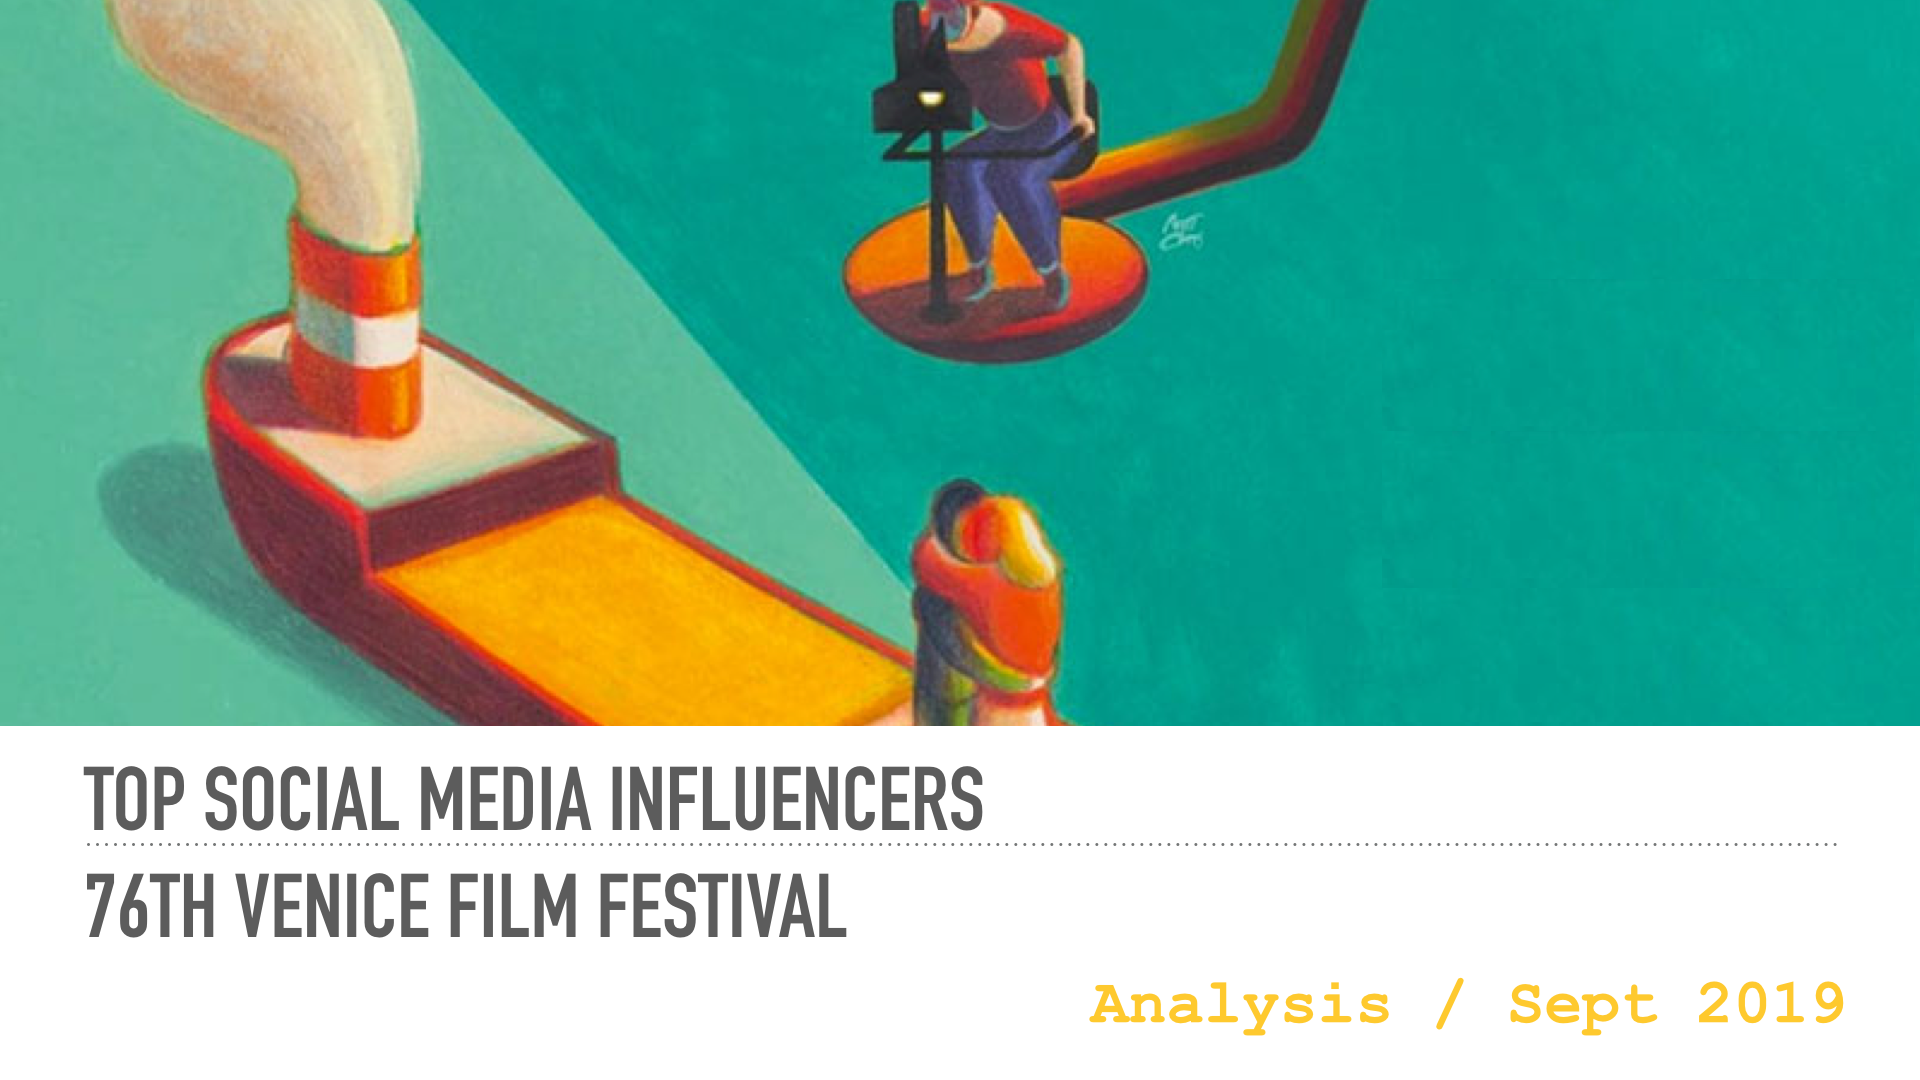 TOP SOCIAL MEDIA INFLUENCERS
76TH VENICE FILM FESTIVAL
Analysis / Sept 2019